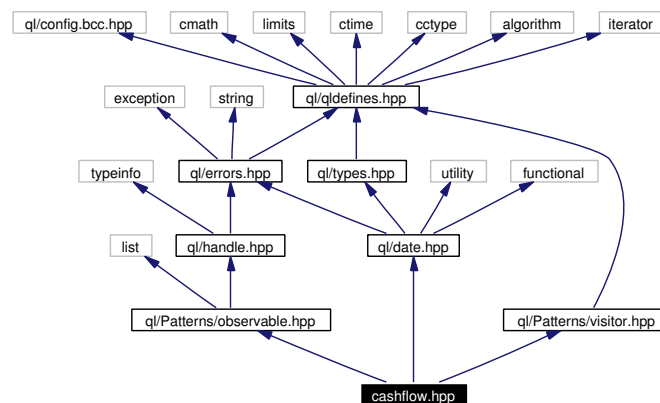 ql/config.bcc.hpp cmath limits ctime cctype algorithm iterator
exception string ql/qldefines.hpp
typeinfo ql/errors.hpp ql/types.hpp utility functional
list ql/handle.hpp ql/date.hpp
ql/Patterns/observable.hpp ql/Patterns/visitor.hpp
cashflow.hpp